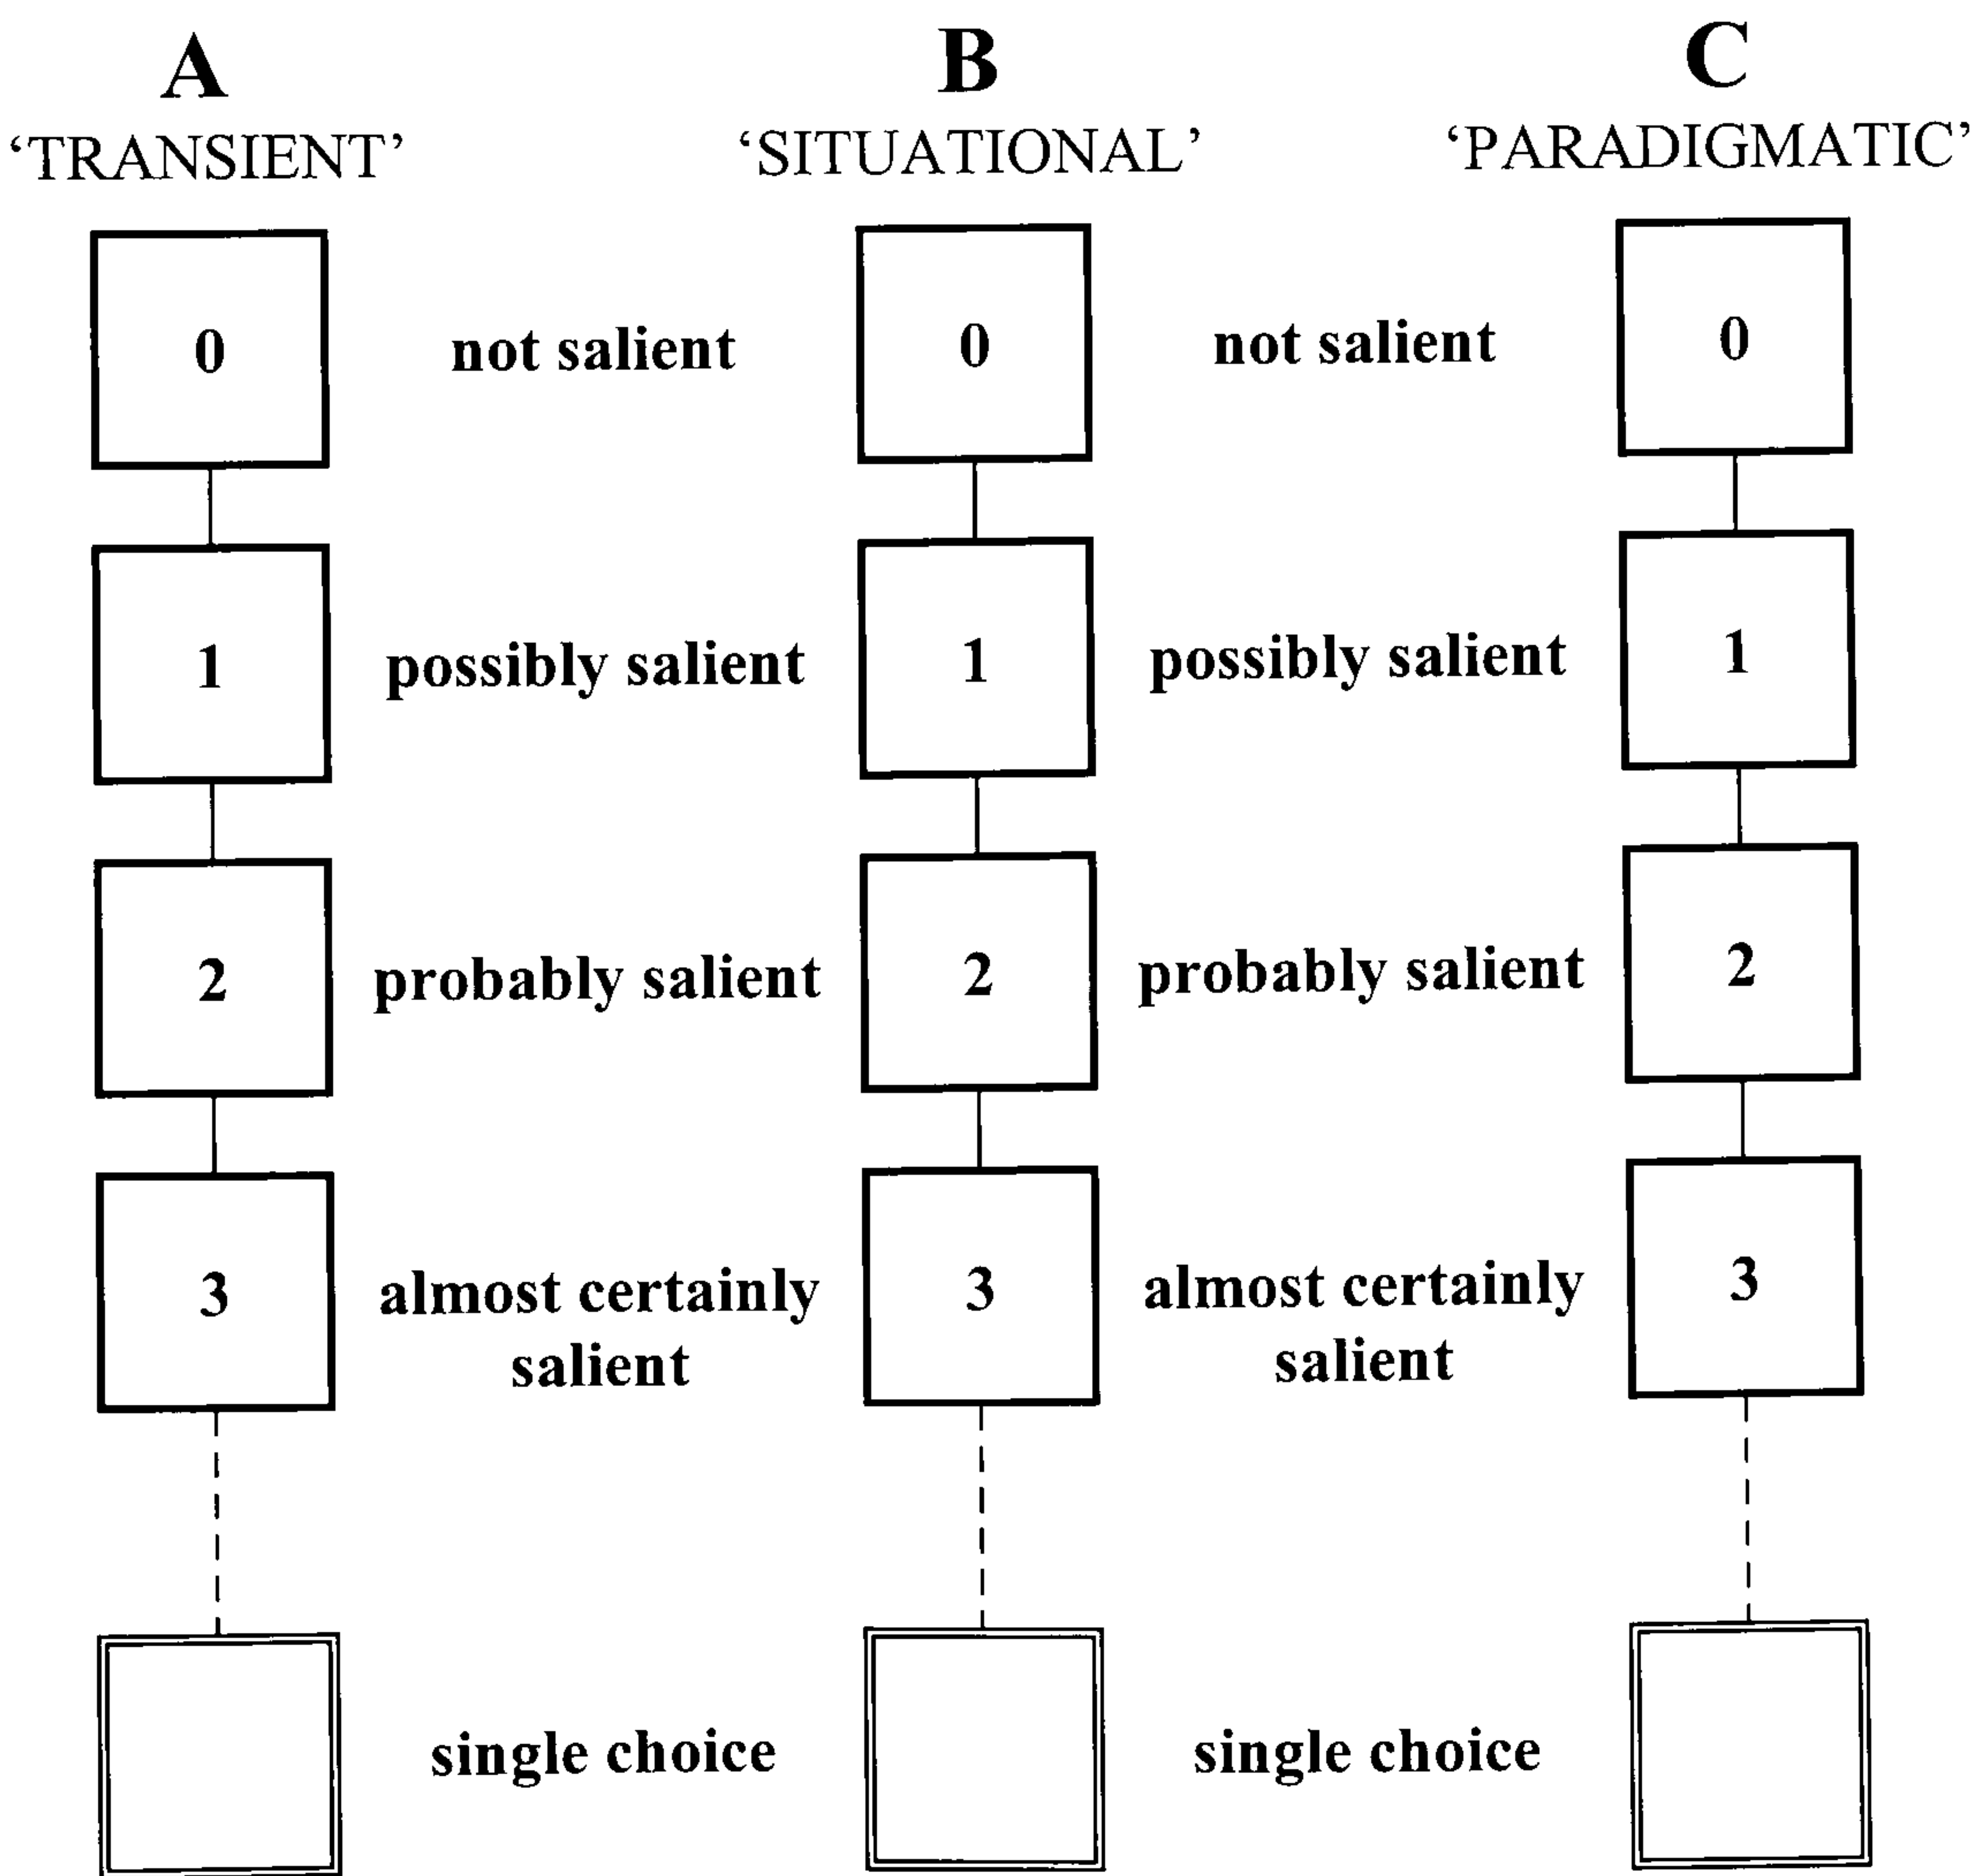 A B C
‘TRANSIENT’ ‘SITUATIONAL’ ‘PARADIGMATIC’
0 not salient 0 not salient 0
1 possibly salient 1 possibly salient 1
2 probably salient 2 probably salient 2
3 almost certainly 3 almost certainly 3
salient salient
single choice single choice